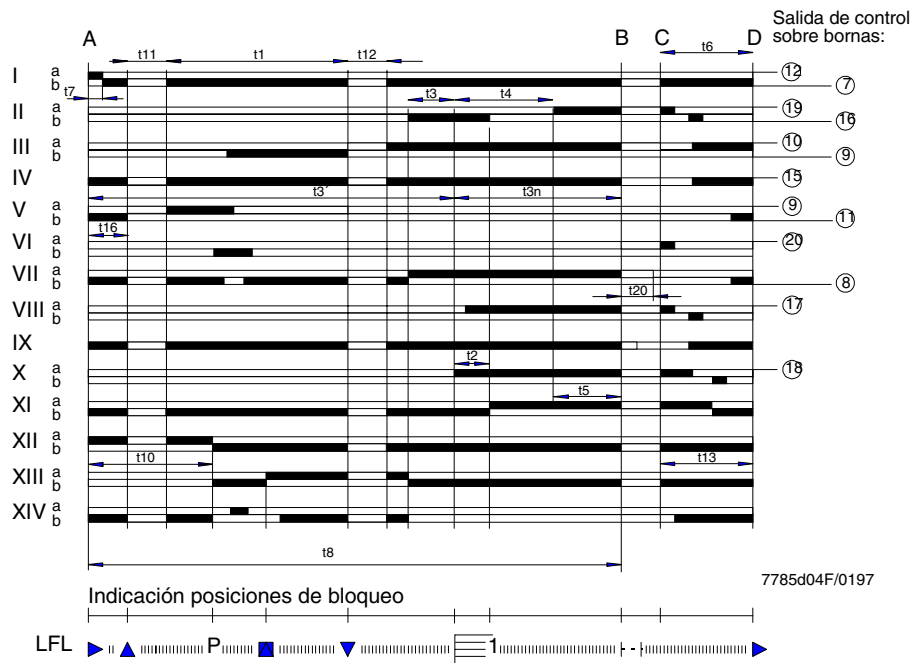 Salida de control
sobre bornas:
A B C D
t11 t1 t12 t6
I a b 12 7
t7
t3 t4
II a b 19 16
III a b 10 9
IV 15
t3´ t3n
V a b 9 11
t16
VI a b 20
VII a b 8
t20
VIII a b 17
IX
t2
X a b 18
t5
XI a b
XII a b
t10 t13
XIII a b
XIV a b
t8
7785d04F/0197
Indicación posiciones de bloqueo
LFL P 1